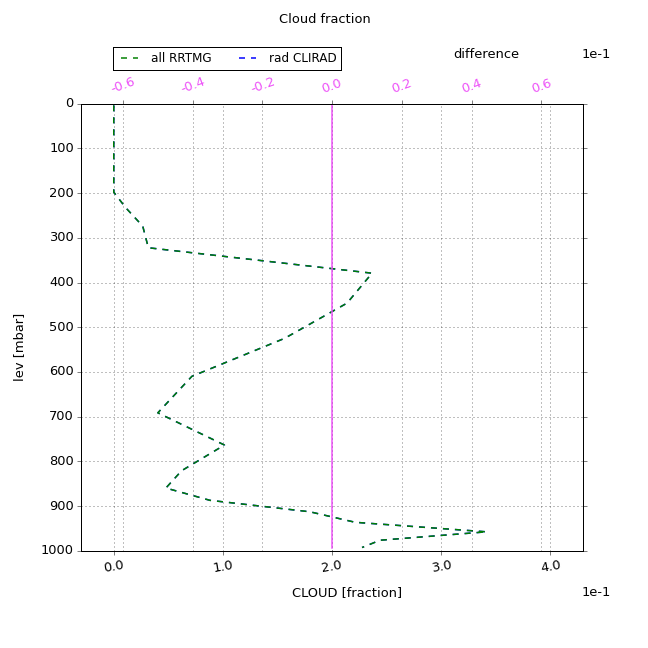 Cloud fraction
all RRTMG rad CLIRAD difference 1e-1
-0.6 -0.4 -0.2 0.0 0.2 0.4 0.6
0
100
200
300
400
500
600
700
800
900
1000
lev [mbar]
0.0 1.0 2.0 3.0 4.0
CLOUD [fraction] 1e-1